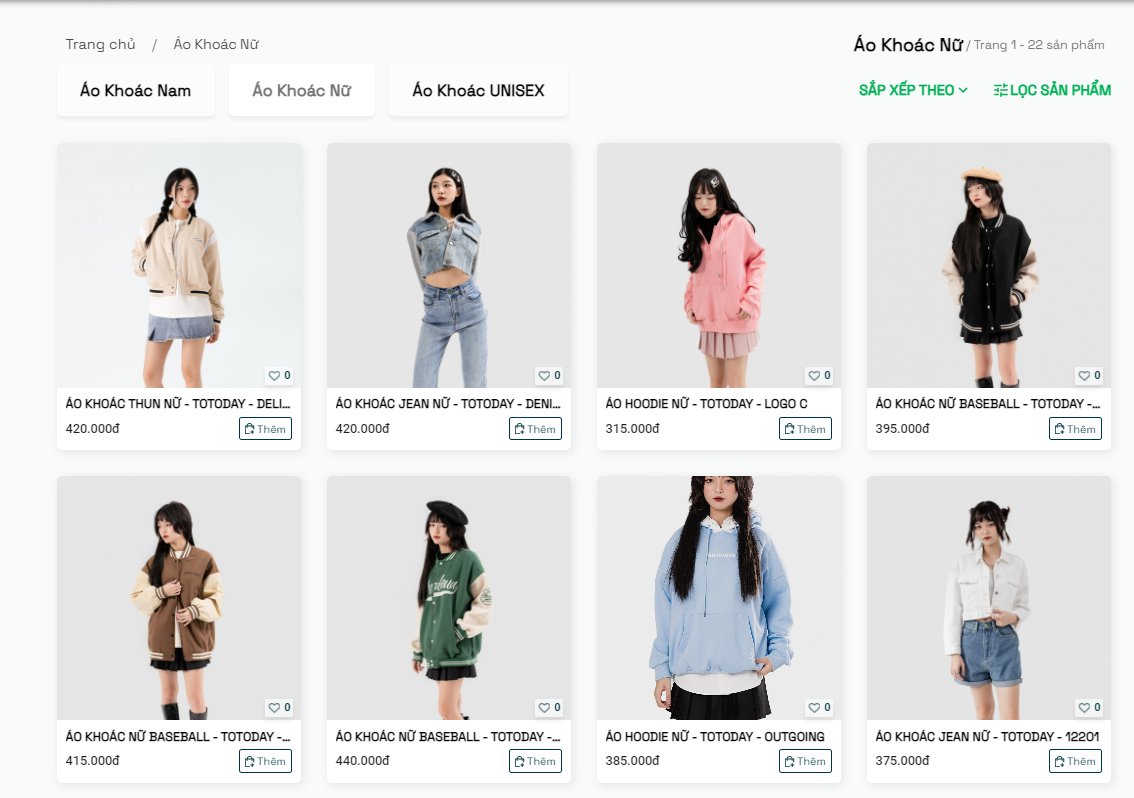 Trang chủ / Áo Khoác Nữ
Áo Khoác Nữ / Trang 1 - 22 sản phẩm
Áo Khoác Nam
Áo Khoác Nữ
Áo Khoác UNISEX
SẮP XẾP THEO
LỌC SẢN PHẨM
0
0
0
0
ÁO KHOÁC THUN NỮ - TOTODAY - DELI...
420.000đ
Thêm
ÁO KHOÁC JEAN NỮ - TOTODAY - DENI...
420.000đ
Thêm
ÁO HOODIE NỮ - TOTODAY - LOGO C
315.000đ
Thêm
ÁO KHOÁC NỮ BASEBALL - TOTODAY -...
395.000đ
Thêm
0
0
0
0
ÁO KHOÁC NỮ BASEBALL - TOTODAY -...
415.000đ
Thêm
ÁO KHOÁC NỮ BASEBALL - TOTODAY -...
440.000đ
Thêm
ÁO HOODIE NỮ - TOTODAY - OUTGOING
385.000đ
Thêm
ÁO KHOÁC JEAN NỮ - TOTODAY - 12201
375.000đ
Thêm